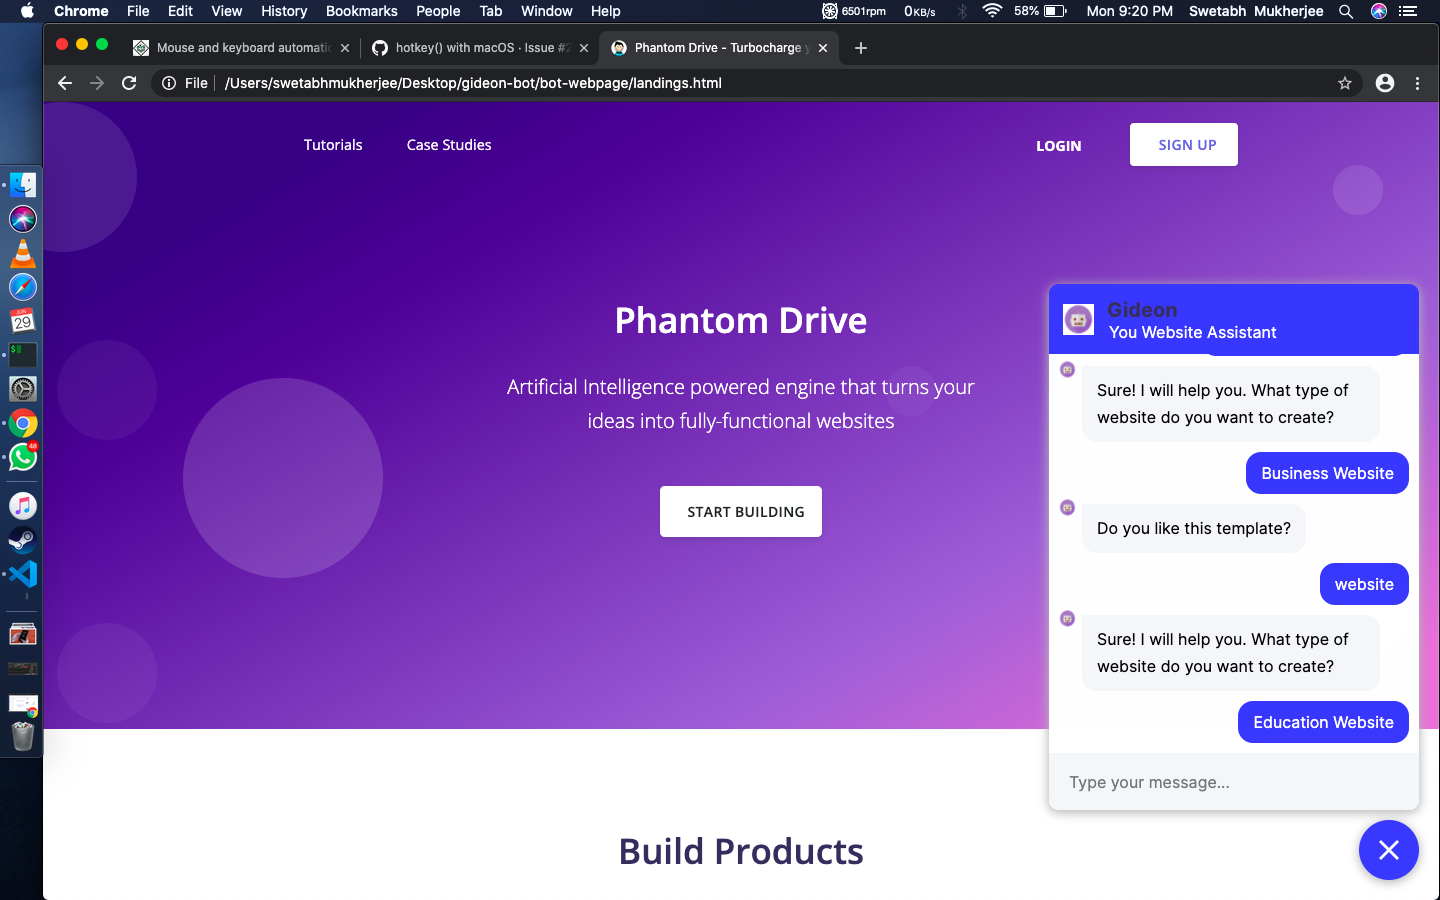 Chrome File Edit View History Bookmarks People Tab Window Help 6501rpm 0KB/s 58% Mon 9:20 PM Swetabh Mukherjee
Mouse and keyboard automatic
hotkey() with macOS · Issue #2
Phantom Drive - Turbocharge y
File /Users/swetabhmukherjee/Desktop/gideon-bot/bot-webpage/landings.html
Tutorials Case Studies LOGIN SIGN UP
JUN
29
48
Phantom Drive
Artificial Intelligence powered engine that turns your
ideas into fully-functional websites
START BUILDING
Build Products
Gideon
You Website Assistant
Sure! I will help you. What type of
website do you want to create?
Business Website
Do you like this template?
website
Sure! I will help you. What type of
website do you want to create?
Education Website
Type your message...